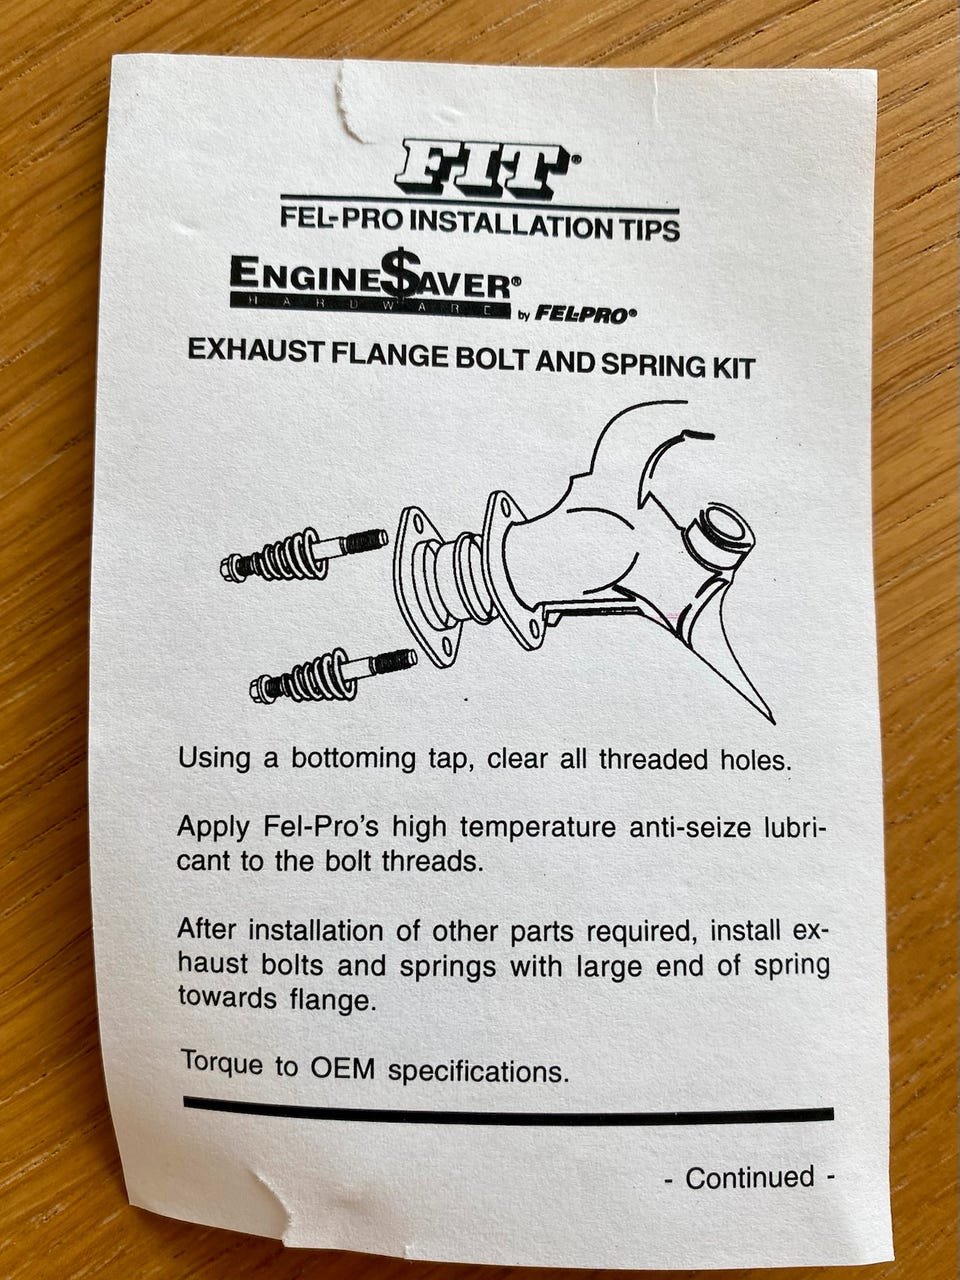 FIT®
FEL-PRO INSTALLATION TIPS
ENGINE$AVER®
HARDWARE
by FEL-PRO®
EXHAUST FLANGE BOLT AND SPRING KIT
Using a bottoming tap, clear all threaded holes.
Apply Fel-Pro's high temperature anti-seize lubri-
cant to the bolt threads.
After installation of other parts required, install ex-
haust bolts and springs with large end of spring
towards flange.
Torque to OEM specifications.
- Continued -